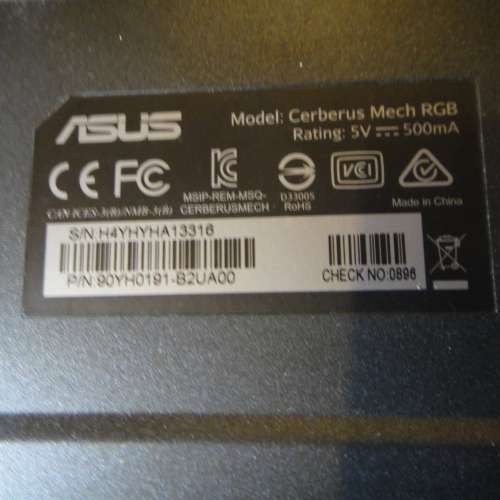 ASUS
Model: Cerberus Mech RGB
Rating: 5V ⎓ 500mA
CE FC
VCI
MSIP-REM-MSQ-
CERBERUSMECH
D33005
RoHS
Made in China
CAN ICES-3(B)/NMB-3(B)
S/N:H4YHYHA13316
P/N:90YH0191-B2UA00
CHECK NO:0896